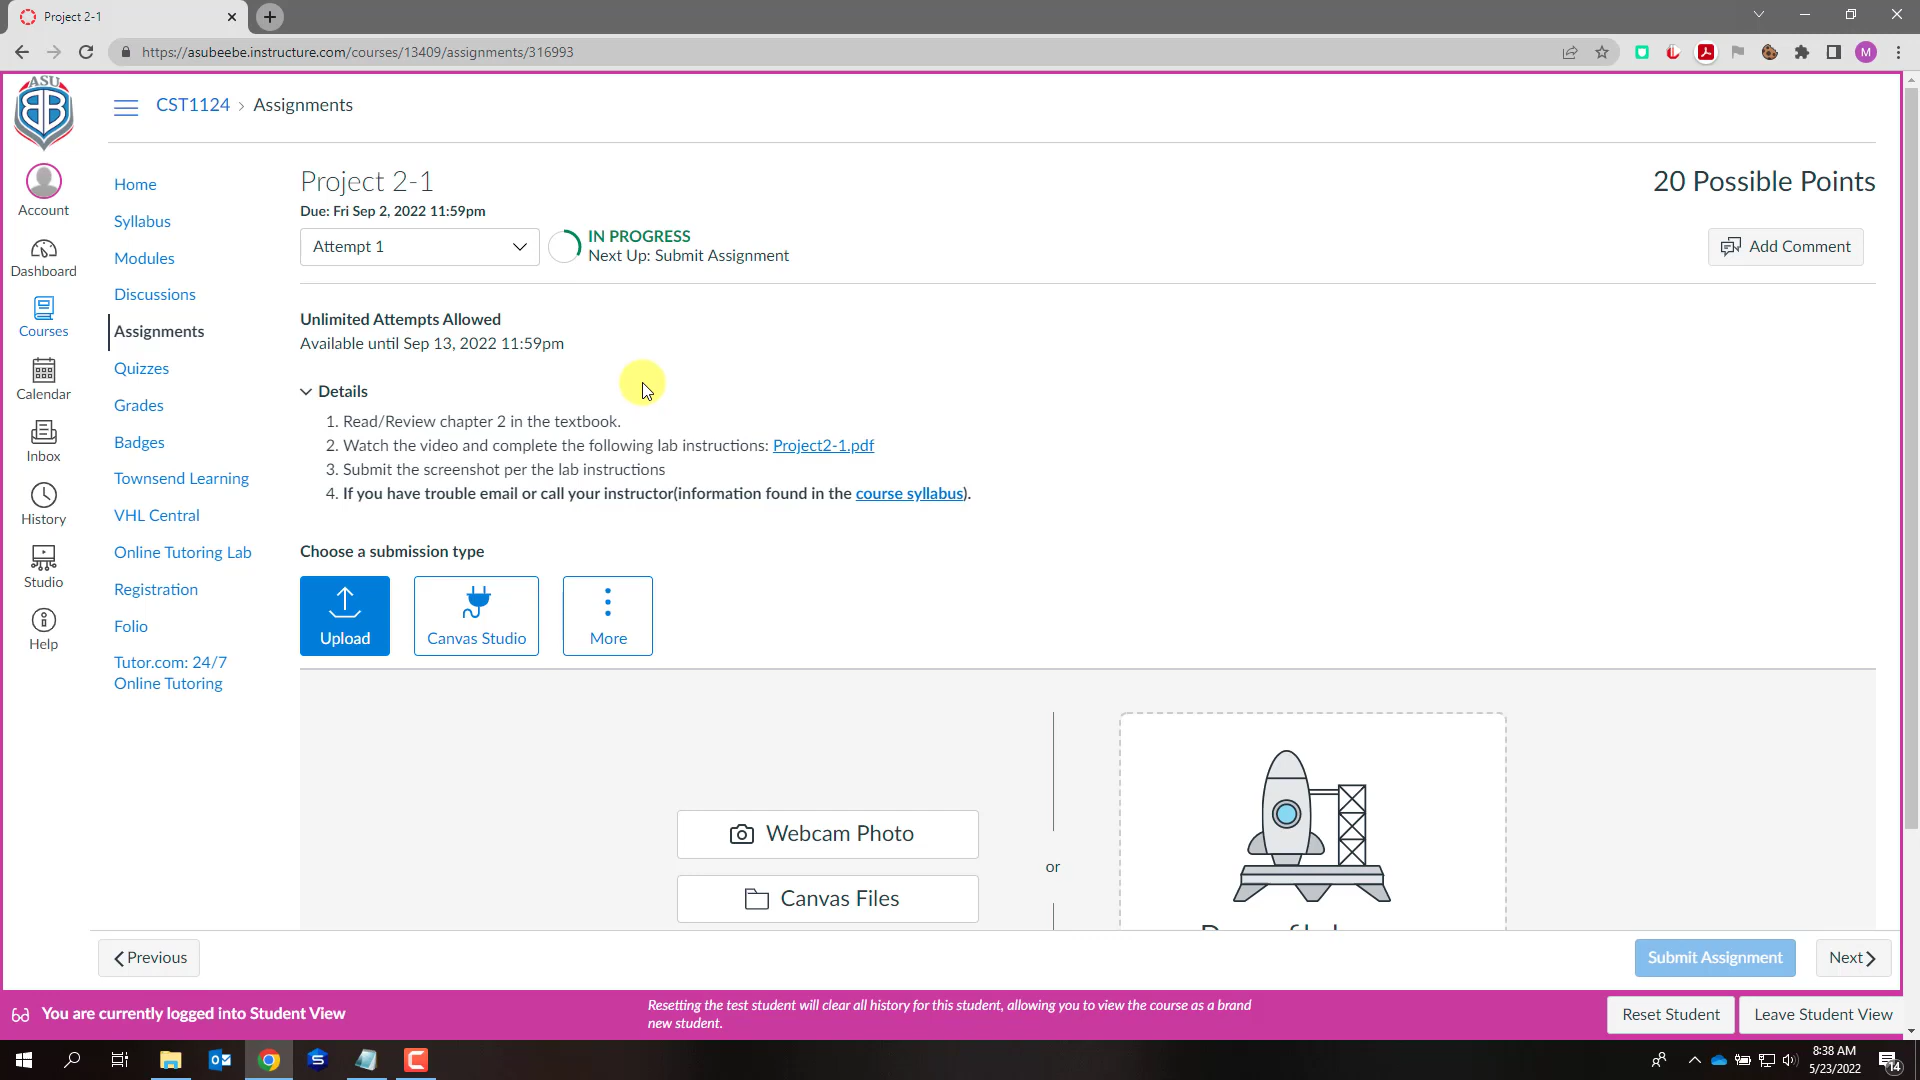 Project 2-1
https://asubeebe.instructure.com/courses/13409/assignments/316993
M
ASU
CST1124 > Assignments
Account
Dashboard
Courses
Calendar
Inbox
History
Studio
Help
Home
Syllabus
Modules
Discussions
Assignments
Quizzes
Grades
Badges
Townsend Learning
VHL Central
Online Tutoring Lab
Registration
Folio
Tutor.com: 24/7
Online Tutoring
Project 2-1
20 Possible Points
Due: Fri Sep 2, 2022 11:59pm
Attempt 1
IN PROGRESS
Next Up: Submit Assignment
Add Comment
Unlimited Attempts Allowed
Available until Sep 13, 2022 11:59pm
Details
1. Read/Review chapter 2 in the textbook.
2. Watch the video and complete the following lab instructions: Project2-1.pdf
3. Submit the screenshot per the lab instructions
4. If you have trouble email or call your instructor(information found in the course syllabus).
Choose a submission type
Upload
Canvas Studio
More
Webcam Photo
or
Canvas Files
Previous
Submit Assignment
Next
You are currently logged into Student View
Resetting the test student will clear all history for this student, allowing you to view the course as a brand
new student.
Reset Student
Leave Student View
8:38 AM
5/23/2022
14